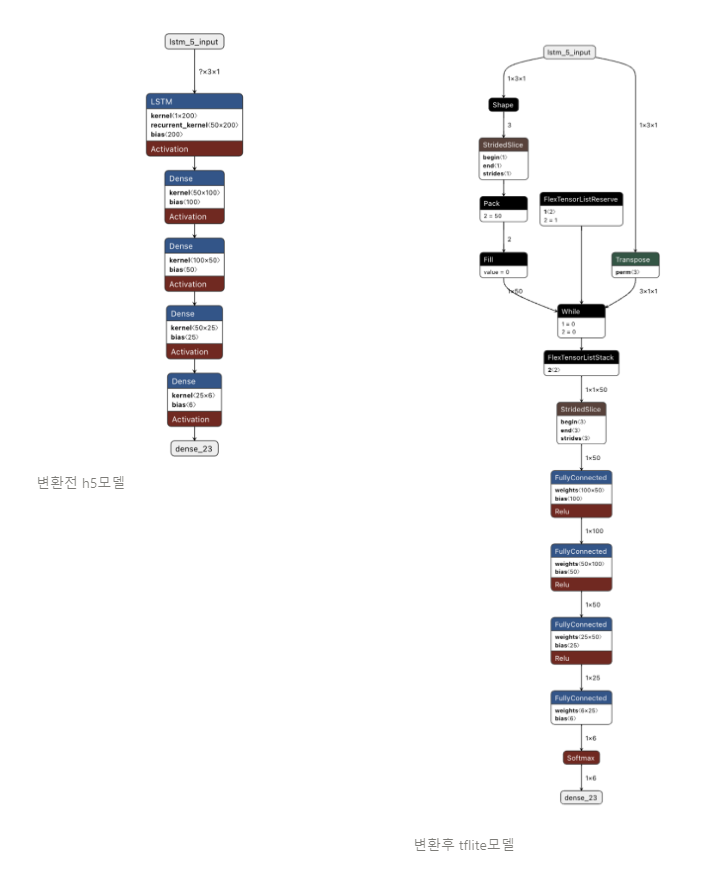 lstm_5_input
?×3×1
LSTM
kernel⟨1×200⟩
recurrent_kernel⟨50×200⟩
bias⟨200⟩
Activation
Dense
kernel⟨50×100⟩
bias⟨100⟩
Activation
Dense
kernel⟨100×50⟩
bias⟨50⟩
Activation
Dense
kernel⟨50×25⟩
bias⟨25⟩
Activation
Dense
kernel⟨25×6⟩
bias⟨6⟩
Activation
dense_23
변환전 h5모델
lstm_5_input
1×3×1
1×3×1
Shape
3
StridedSlice
begin⟨1⟩
end⟨1⟩
strides⟨1⟩
Pack
2 = 50
2
Fill
value = 0
1×50
FlexTensorListReserve
1⟨2⟩
2 = 1
Transpose
perm⟨3⟩
3×1×1
While
1 = 0
2 = 0
FlexTensorListStack
2⟨2⟩
1×1×50
StridedSlice
begin⟨3⟩
end⟨3⟩
strides⟨3⟩
1×50
FullyConnected
weights⟨100×50⟩
bias⟨100⟩
Relu
1×100
FullyConnected
weights⟨50×100⟩
bias⟨50⟩
Relu
1×50
FullyConnected
weights⟨25×50⟩
bias⟨25⟩
Relu
1×25
FullyConnected
weights⟨6×25⟩
bias⟨6⟩
1×6
Softmax
1×6
dense_23
변환후 tflite모델